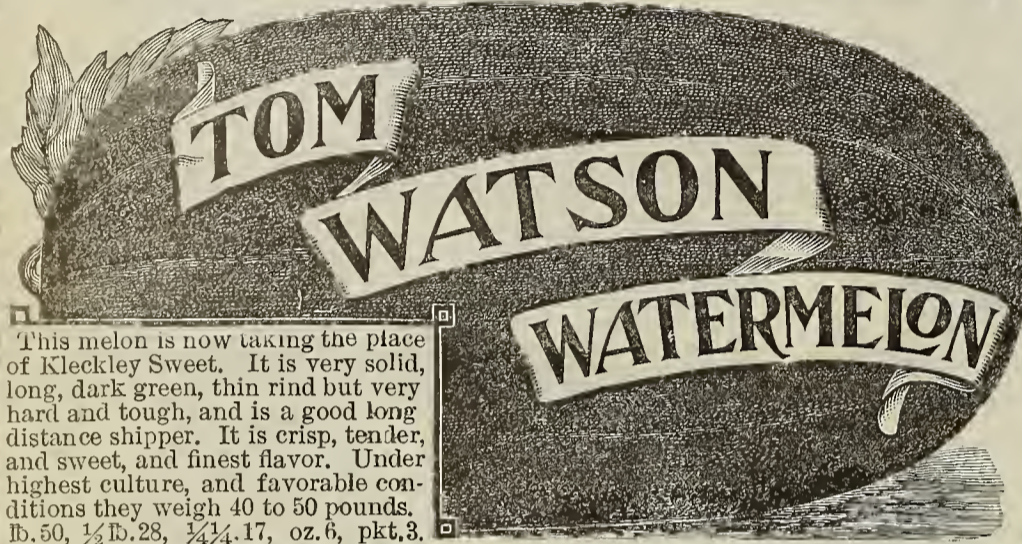 TOM
WATSON
WATERMELON
This melon is now taking the place
of Kleckley Sweet. It is very solid,
long, dark green, thin rind but very
hard and tough, and is a good long
distance shipper. It is crisp, tender,
and sweet, and finest flavor. Under
highest culture, and favorable con-
ditions they weigh 40 to 50 pounds.
lb.50, ½lb.28, ¼¼.17, oz.6, pkt.3.